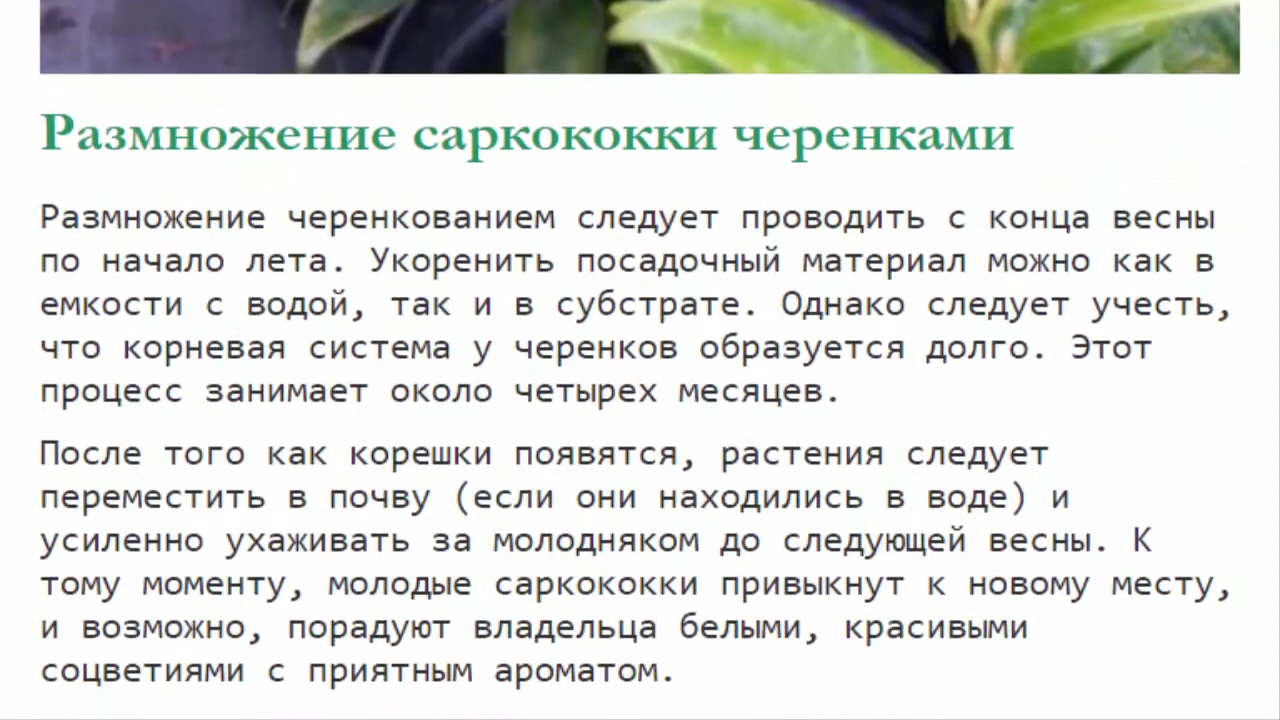 Размножение саркококки черенками
Размножение черенкованием следует проводить с конца весны
по начало лета. Укоренить посадочный материал можно как в
емкости с водой, так и в субстрате. Однако следует учесть,
что корневая система у черенков образуется долго. Этот
процесс занимает около четырех месяцев.
После того как корешки появятся, растения следует
переместить в почву (если они находились в воде) и
усиленно ухаживать за молодняком до следующей весны. К
тому моменту, молодые саркококки привыкнут к новому месту,
и возможно, порадуют владельца белыми, красивыми
соцветиями с приятным ароматом.